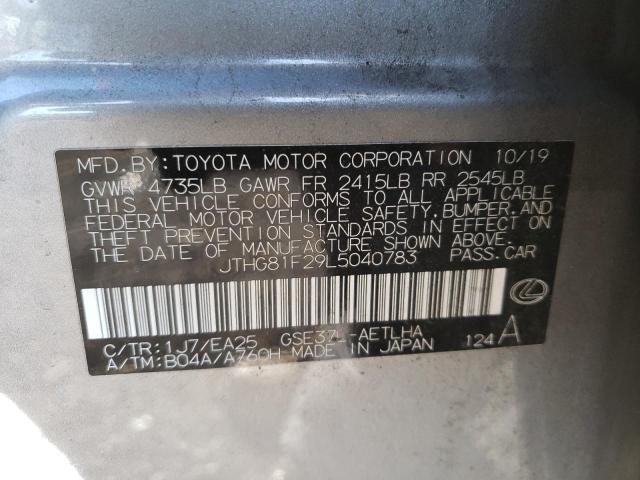 MFD. BY: TOYOTA MOTOR CORPORATION 10/19
GVWR 4735LB GAWR FR 2415LB RR 2545LB
THIS VEHICLE CONFORMS TO ALL APPLICABLE
FEDERAL MOTOR VEHICLE SAFETY, BUMPER, AND
THEFT PREVENTION STANDARDS IN EFFECT ON
THE DATE OF MANUFACTURE SHOWN ABOVE.
JTHG81F29L5040783 PASS. CAR
C/TR: 1J7/EA25 GSE37L-AETLHA
A/TM: B04A/A760H MADE IN JAPAN 124 A